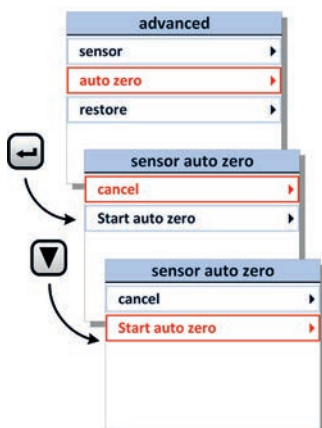 advanced
sensor
auto zero
restore
sensor auto zero
cancel
Start auto zero
sensor auto zero
cancel
Start auto zero